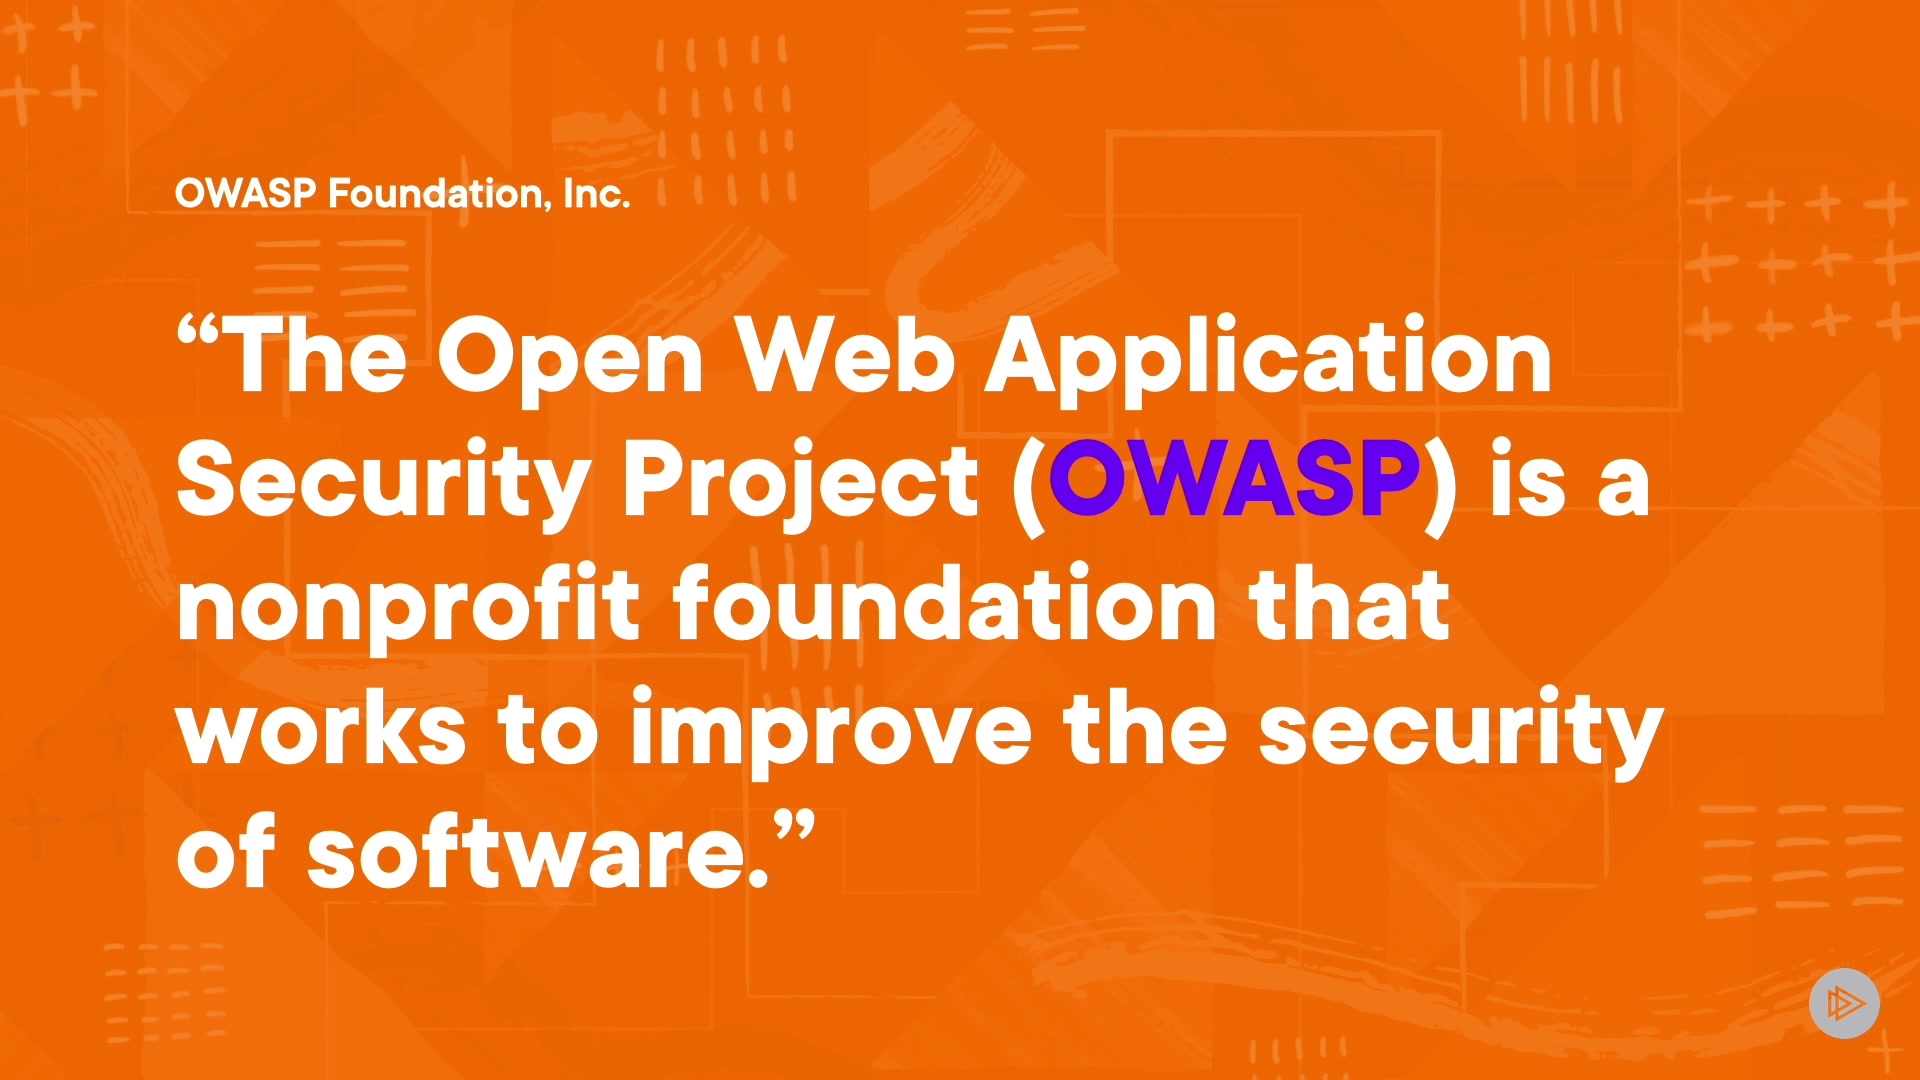 OWASP Foundation, Inc.
“The Open Web Application
Security Project (OWASP) is a
nonprofit foundation that
works to improve the security
of software.”